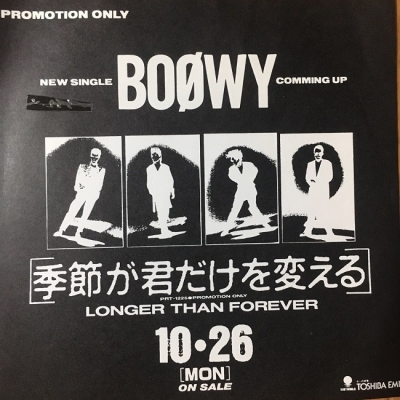 PROMOTION ONLY
NEW SINGLE BOØWY COMMING UP
季節が君だけを変える
PRT-1225●PROMOTION ONLY
LONGER THAN FOREVER
10・26
[MON]
ON SALE
TOSHIBA EMI